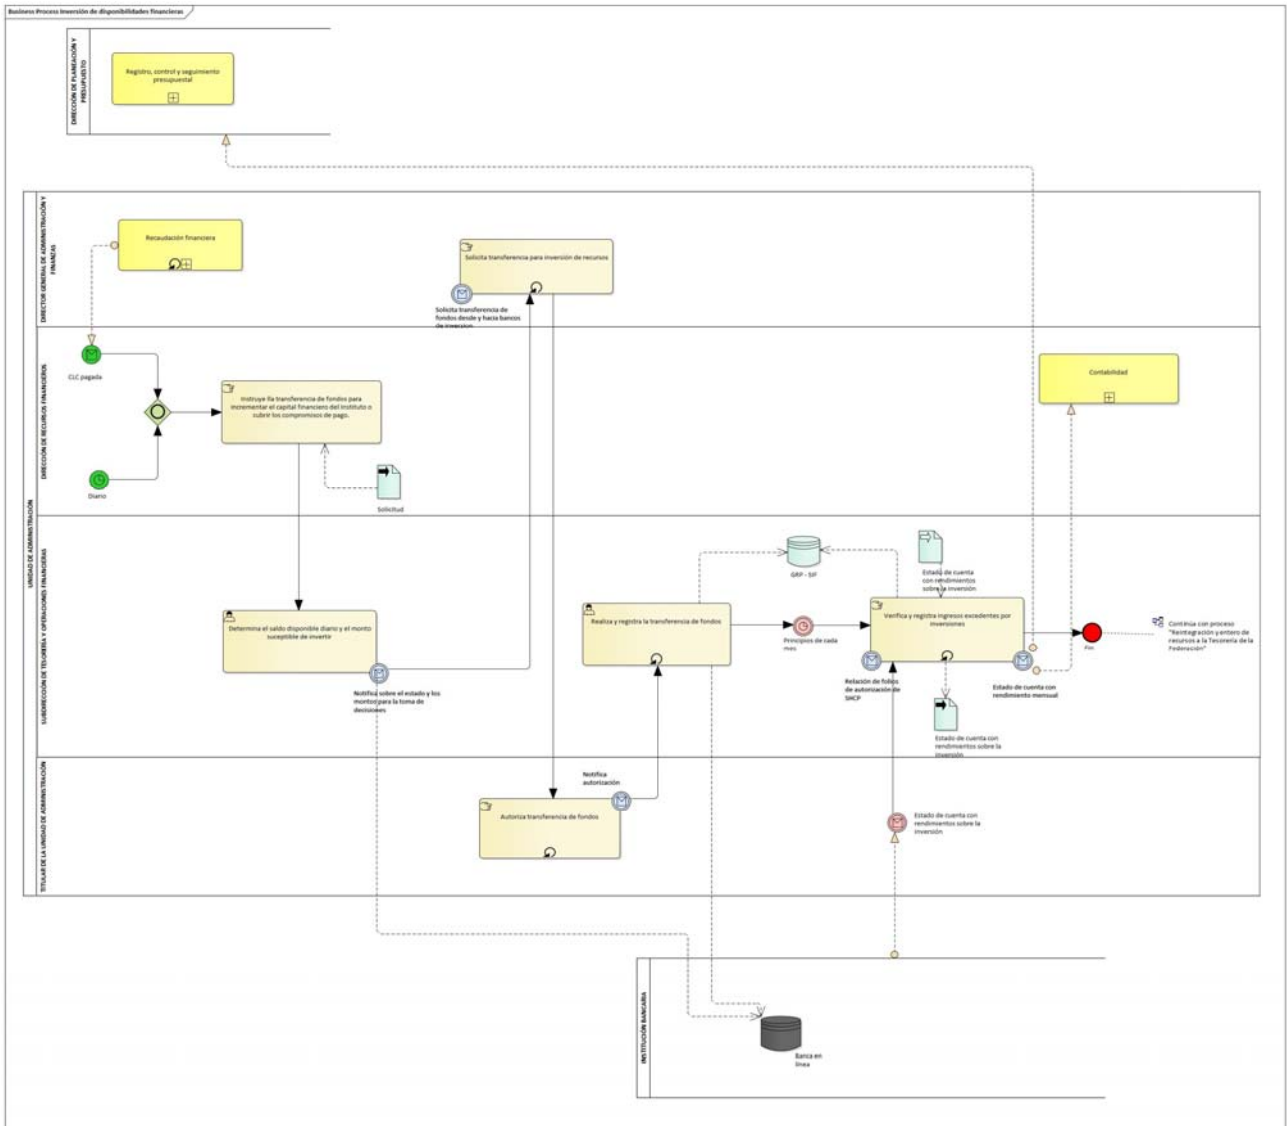 Business Process Inversión de disponibilidades financieras
DIRECCIÓN DE PLANEACIÓN Y
PRESUPUESTO
Registro, control y seguimiento
presupuestal
UNIDAD DE ADMINISTRACIÓN
DIRECTOR GENERAL DE ADMINISTRACIÓN Y
FINANZAS
Recaudación financiera
Solicita transferencia para inversión de recursos
Solicita transferencia de
fondos desde y hacia bancos
de inversion
DIRECCIÓN DE RECURSOS FINANCIEROS
CLC pagada
Diario
Instruye lla transferencia de fondos para
incrementar el capital financiero del instituto o
cubrir los compromisos de pago.
Solicitud
Contabilidad
SUBDIRECCIÓN DE TESORERÍA Y OPERACIONES FINANCIERAS
Determina el saldo disponible diario y el monto
suceptible de invertir
Notifica sobre el estado y los
montos para la toma de
decisiones
Realiza y registra la transferencia de fondos
GRP - SIF
Principios de cada
mes
Estado de cuenta
con rendimientos
sobre la inversión
Verifica y registra ingresos excedentes por
inversiones
Relación de folios
de autorización de
SHCP
Estado de cuenta con
rendimiento mensual
Estado de cuenta con
rendimientos sobre la
inversión
Fin
Continúa con proceso
"Reintegración y entero de
recursos a la Tesorería de la
Federación"
TITULAR DE LA UNIDAD DE ADMINISTRACIÓN
Notifica
autorización
Autoriza transferencia de fondos
Estado de cuenta con
rendimientos sobre la
inversión
INSTITUCIÓN BANCARIA
Banca en
línea